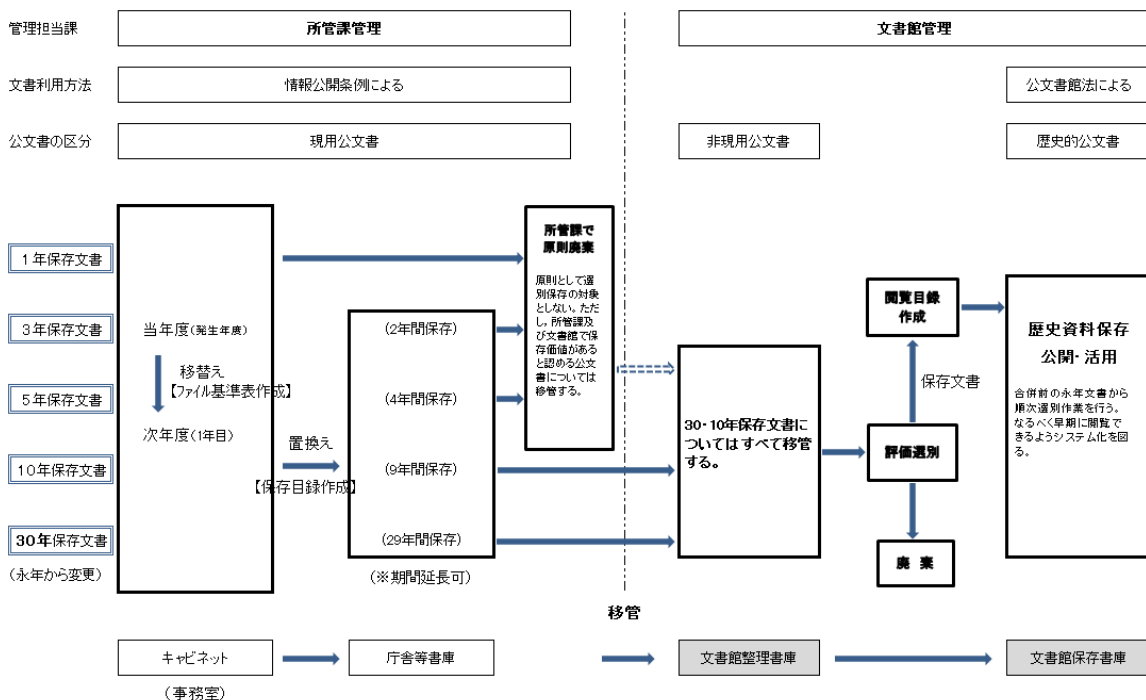 管理担当課
所管課管理
文書館管理
文書利用方法
情報公開条例による
公文書館法による
公文書の区分
現用公文書
非現用公文書
歴史的公文書
1年保存文書
3年保存文書
5年保存文書
10年保存文書
30年保存文書
(永年から変更)
当年度(発生年度)
移替え
【ファイル基準表作成】
次年度(1年目)
置換え
【保存目録作成】
(2年間保存)
(4年間保存)
(9年間保存)
(29年間保存)
(※期間延長可)
所管課で
原則廃棄
原則として選
別保存の対象
としない。ただ
し,所管課及
び文書館で保
存価値がある
と認める公文
書については
移管する。
移管
30・10年保存文書に
ついてはすべて移管
する。
閲覧目録
作成
保存文書
評価選別
廃 棄
歴史資料保存
公開・活用
合併前の永年文書から
順次選別作業を行う。
なるべく早期に閲覧で
きるようシステム化を図
る。
キャビネット
(事務室)
庁舎等書庫
文書館整理書庫
文書館保存書庫